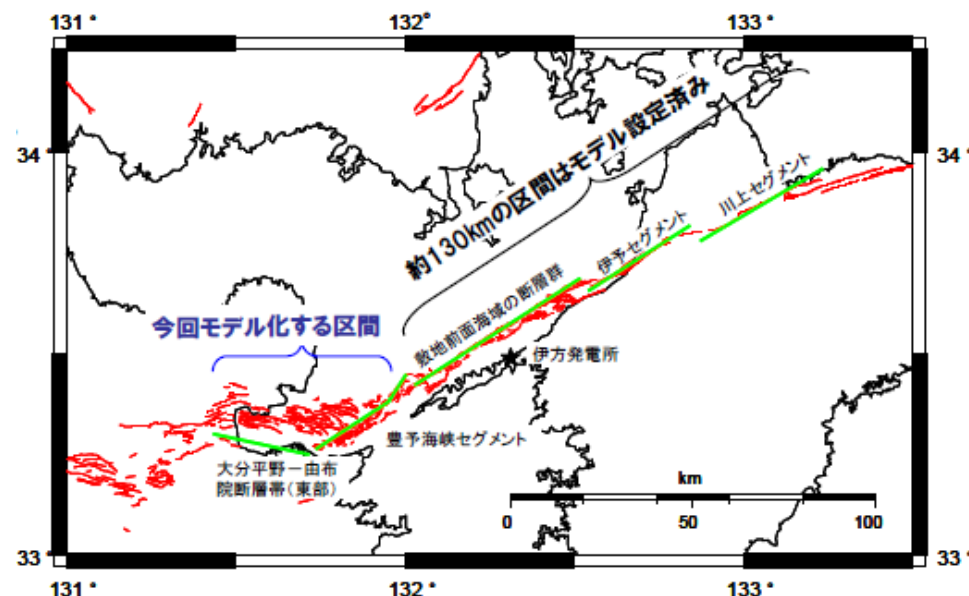 131°
132°
133°
34°
34°
約130kmの区間はモデル設定済み
川上セグメント
伊予セグメント
敷地前面海域の断層群
今回モデル化する区間
伊方発電所
豊予海峡セグメント
大分平野－由布
院断層帯（東部）
km
0
50
100
33°
33°
131°
132°
133°